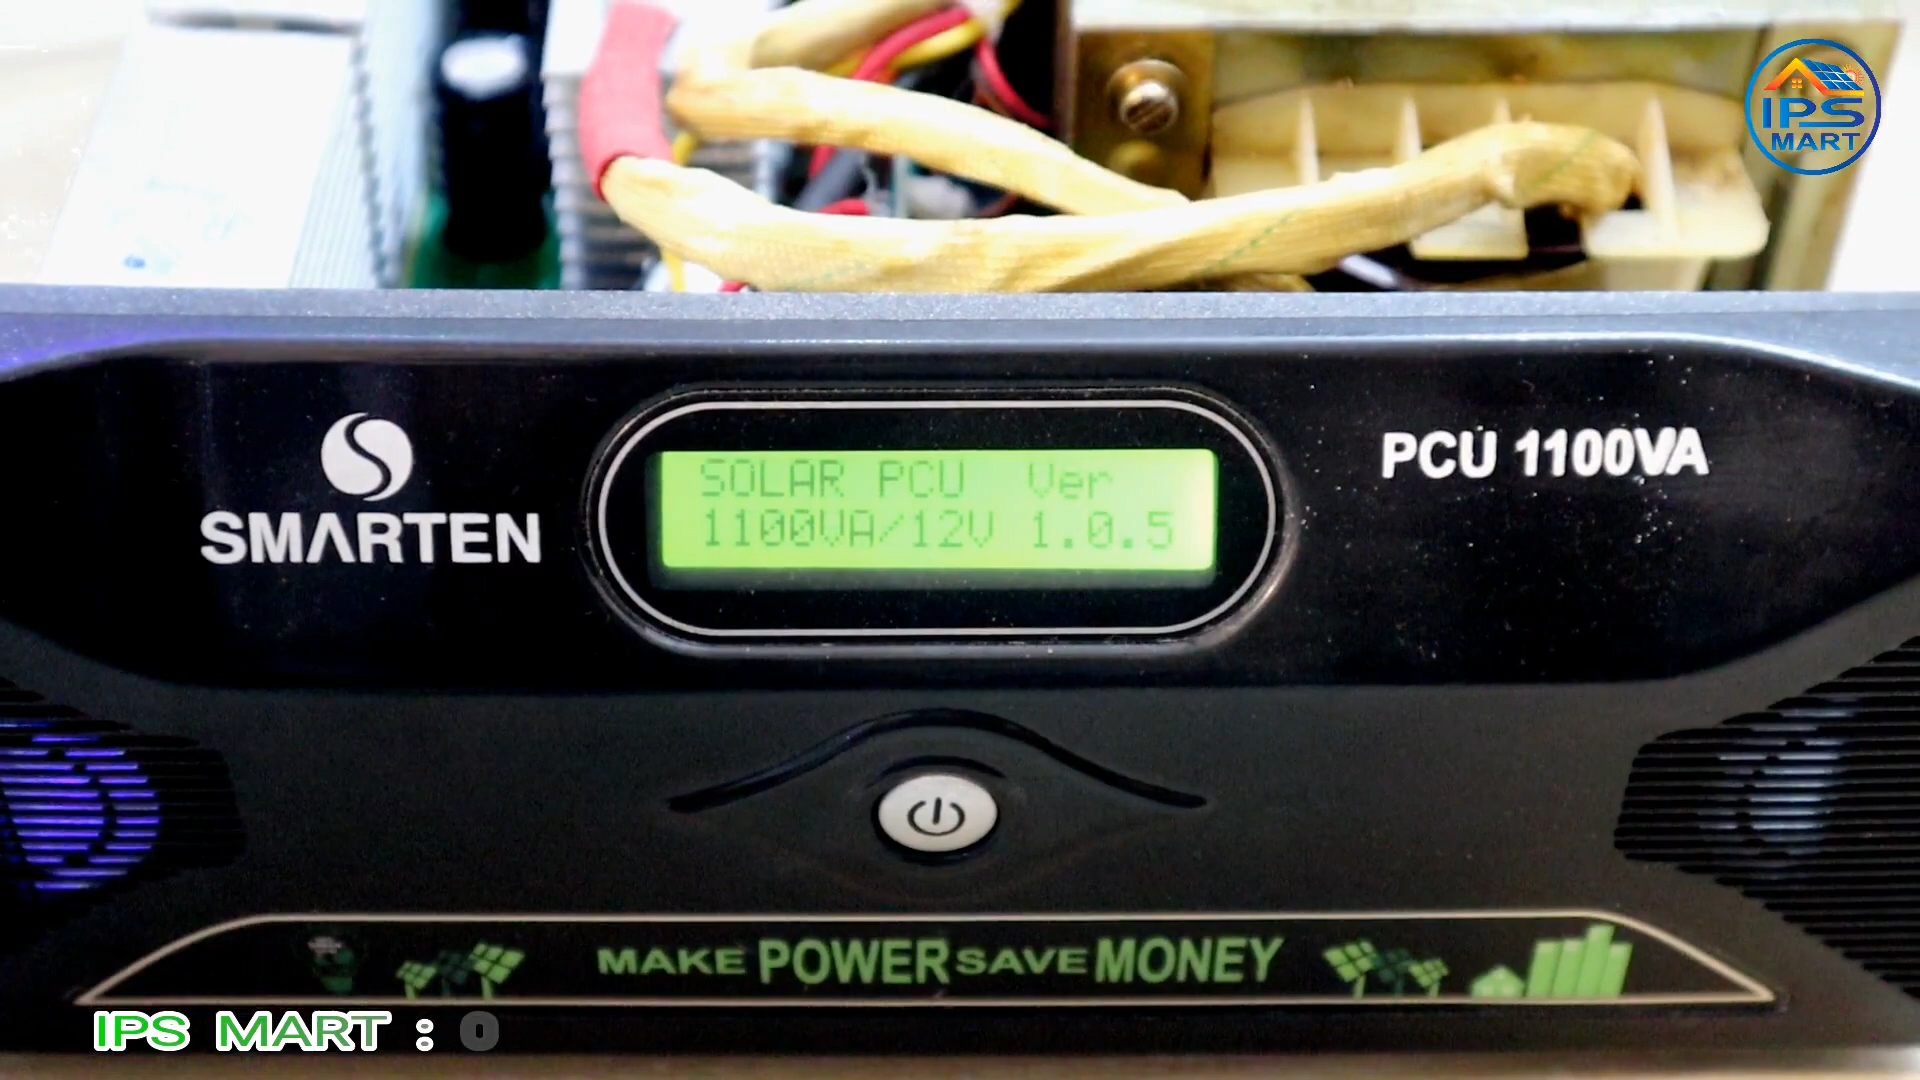 IPS
MART
SMARTEN
SOLAR PCU Ver
1100VA/12V 1.0.5
PCU 1100VA
MAKE POWER SAVE MONEY
IPS MART : 0